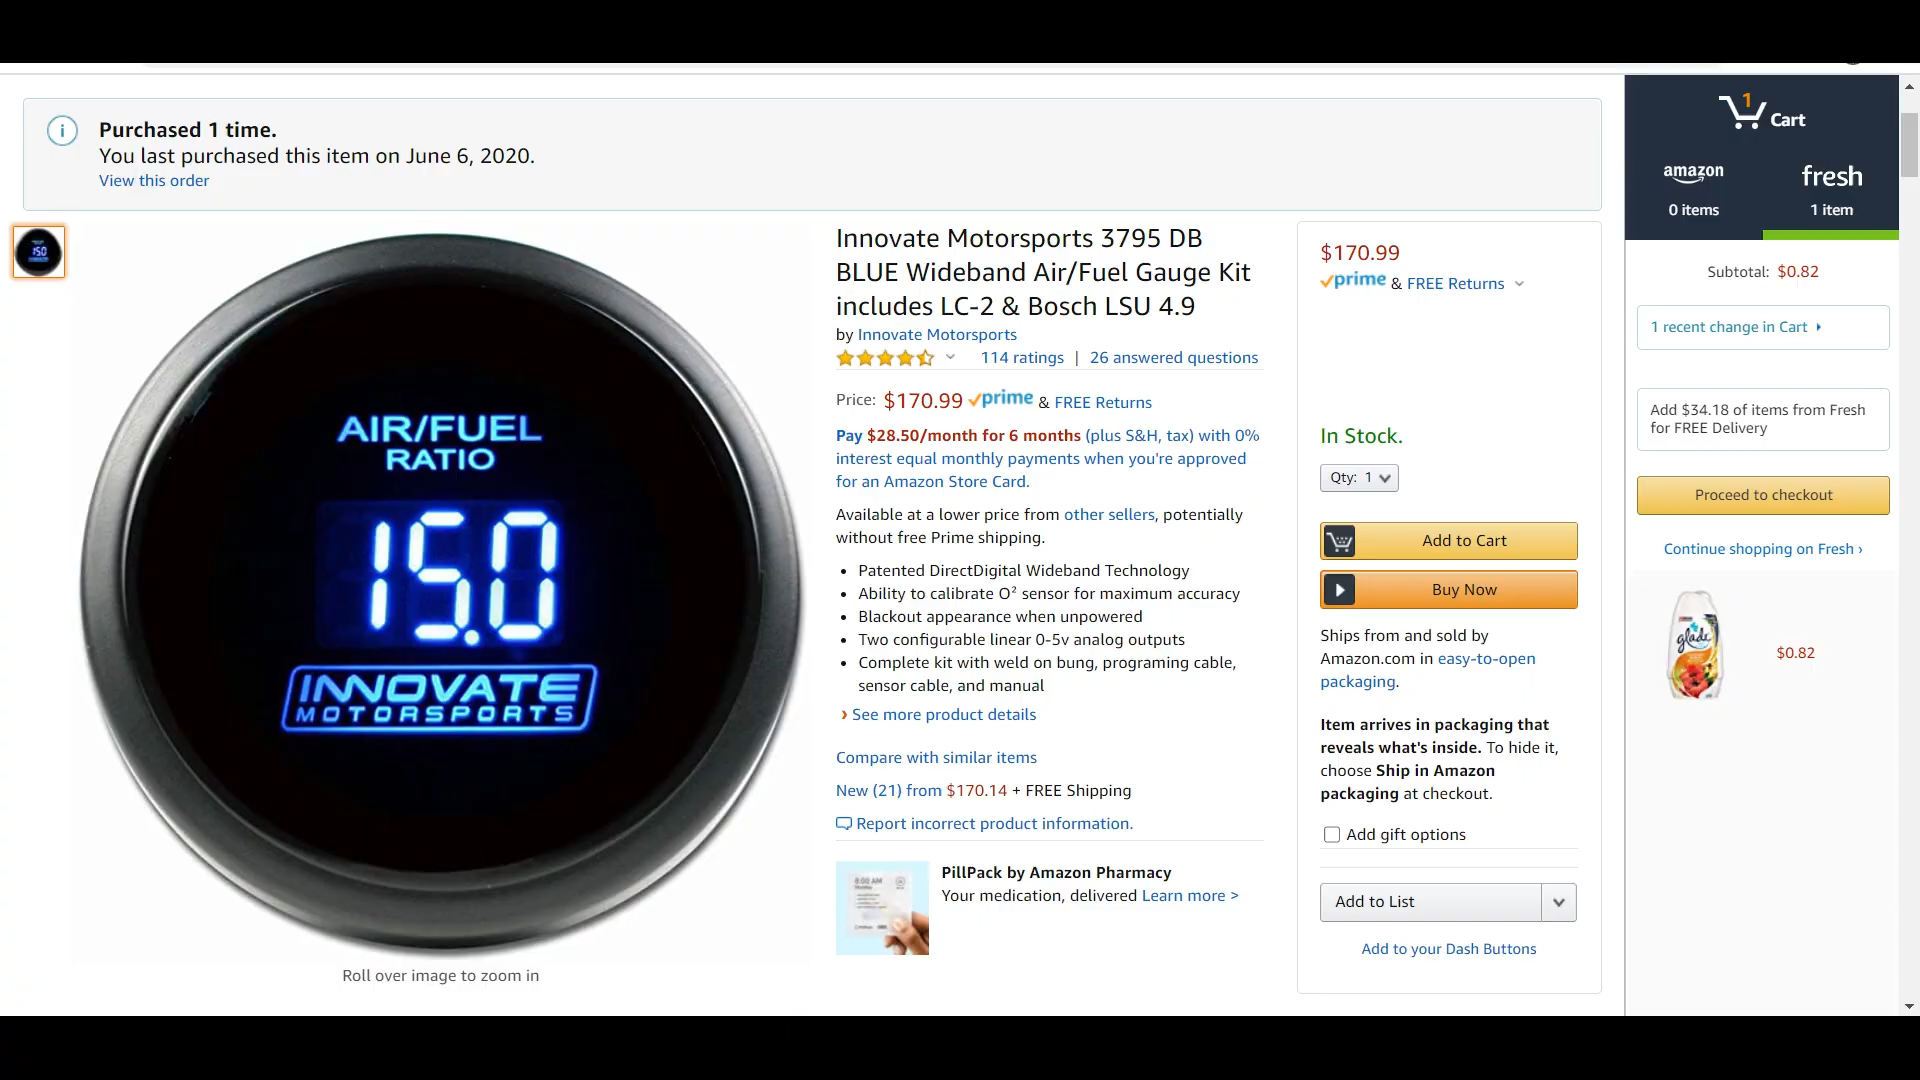 Purchased 1 time.
You last purchased this item on June 6, 2020.
View this order
150
AIR/FUEL
RATIO
15.0
INNOVATE
MOTORSPORTS
Roll over image to zoom in
Innovate Motorsports 3795 DB
BLUE Wideband Air/Fuel Gauge Kit
includes LC-2 & Bosch LSU 4.9
by Innovate Motorsports
114 ratings | 26 answered questions
Price: $170.99 prime & FREE Returns
Pay $28.50/month for 6 months (plus S&H, tax) with 0%
interest equal monthly payments when you're approved
for an Amazon Store Card.
Available at a lower price from other sellers, potentially
without free Prime shipping.
• Patented DirectDigital Wideband Technology
• Ability to calibrate O² sensor for maximum accuracy
• Blackout appearance when unpowered
• Two configurable linear 0-5v analog outputs
• Complete kit with weld on bung, programing cable,
sensor cable, and manual
› See more product details
Compare with similar items
New (21) from $170.14 + FREE Shipping
Report incorrect product information.
8:00 AM
PillPack by Amazon Pharmacy
Your medication, delivered Learn more >
$170.99
prime & FREE Returns
In Stock.
Qty: 1
Add to Cart
Buy Now
Ships from and sold by
Amazon.com in easy-to-open
packaging.
Item arrives in packaging that
reveals what's inside. To hide it,
choose Ship in Amazon
packaging at checkout.
Add gift options
Add to List
Add to your Dash Buttons
1
Cart
amazon
0 items
fresh
1 item
Subtotal: $0.82
1 recent change in Cart
Add $34.18 of items from Fresh
for FREE Delivery
Proceed to checkout
Continue shopping on Fresh ›
glade
$0.82